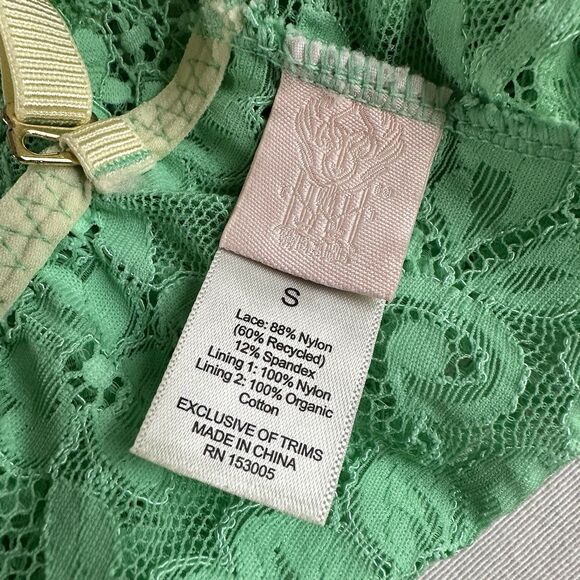 S
Lace: 88% Nylon
(60% Recycled)
12% Spandex
Lining 1: 100% Nylon
Lining 2: 100% Organic
Cotton
EXCLUSIVE OF TRIMS
MADE IN CHINA
RN 153005